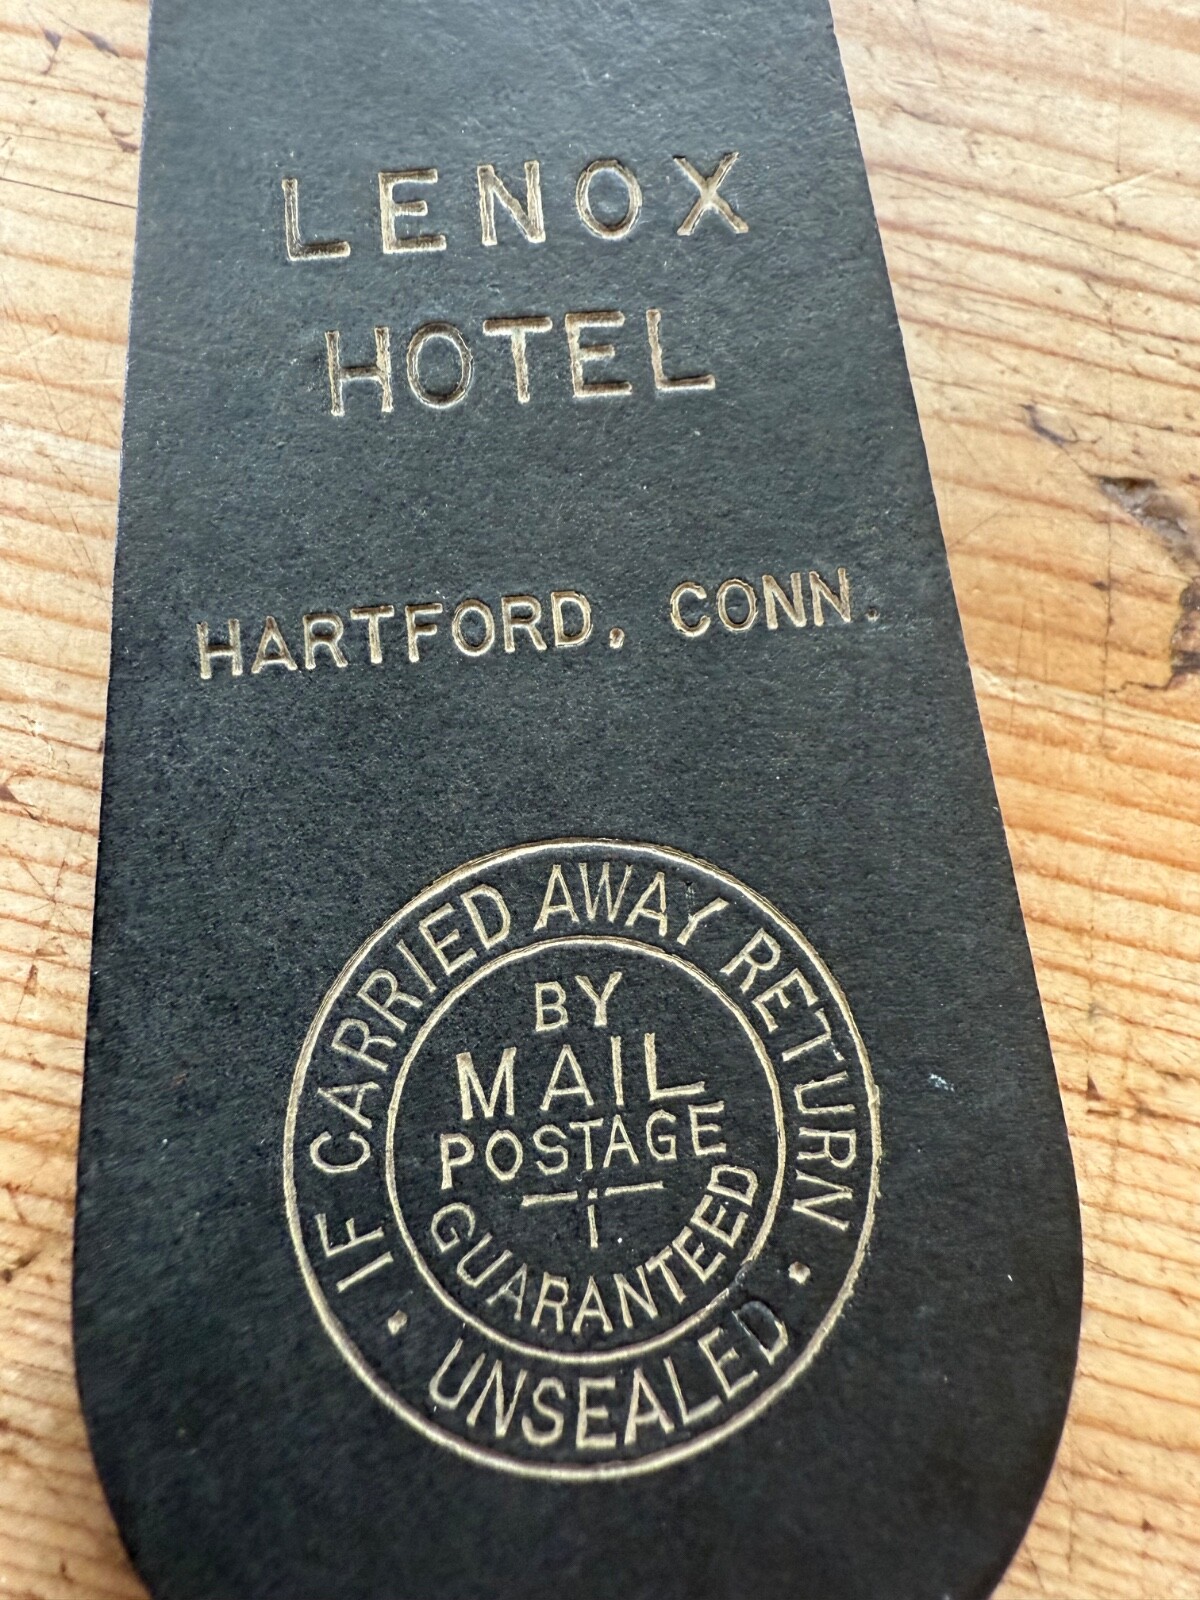 LENOX
HOTEL
HARTFORD, CONN.
IF CARRIED AWAY RETURN
BY
MAIL
POSTAGE
GUARANTEED
• UNSEALED •